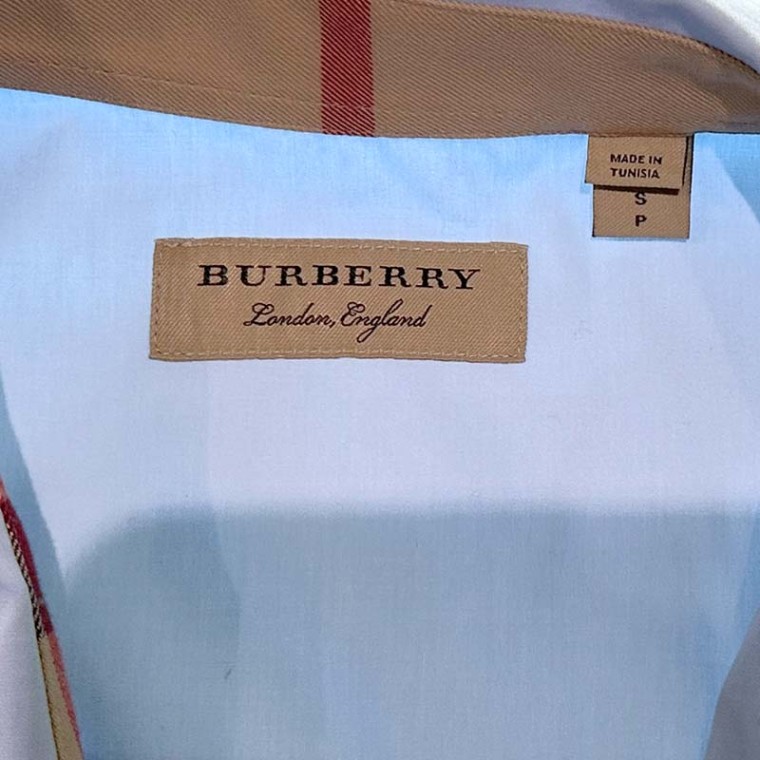 MADE IN
TUNISIA
S
P
BURBERRY
London, England